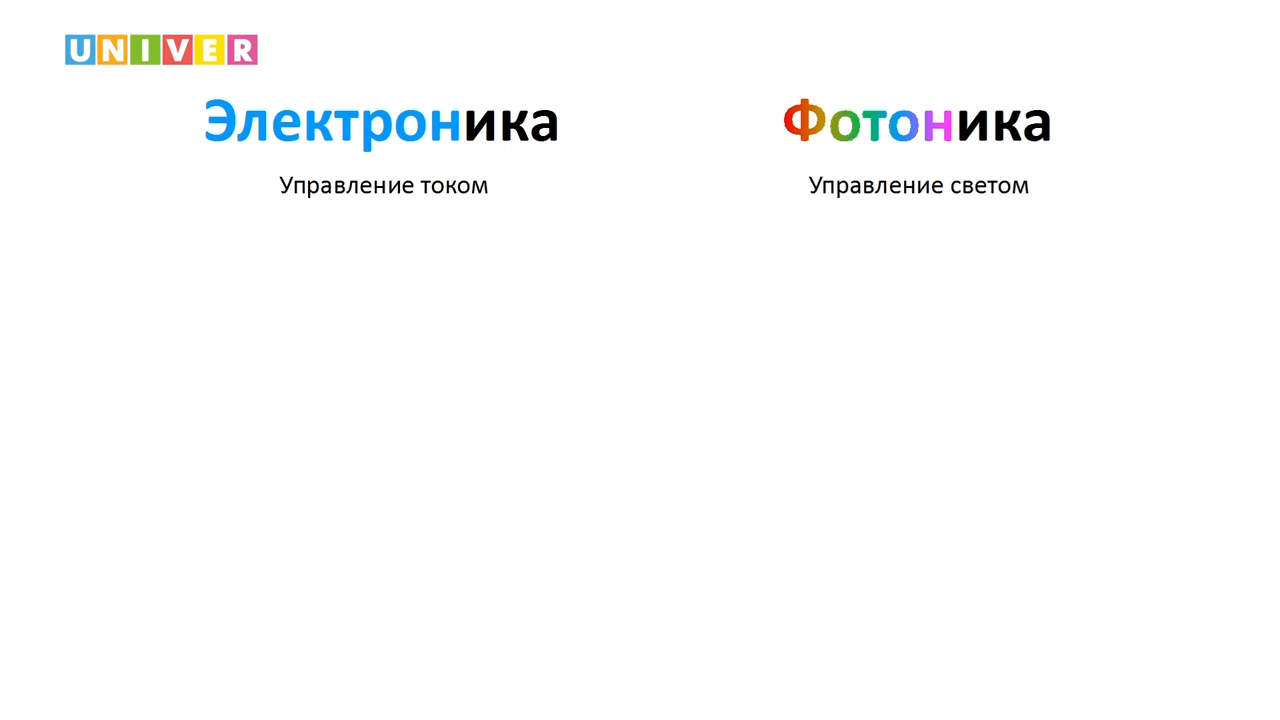 UNIVER
Электроника
Управление током
Фотоника
Управление светом